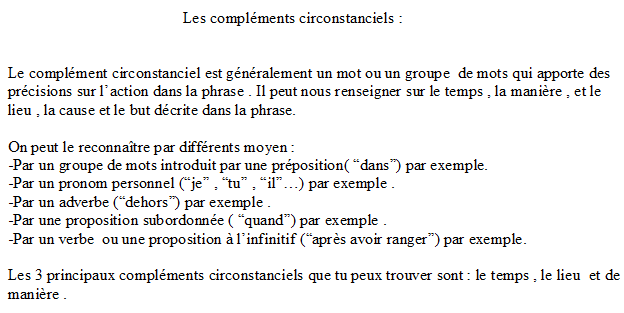 Les compléments circonstanciels :
Le complément circonstanciel est généralement un mot ou un groupe de mots qui apporte des
précisions sur l’action dans la phrase . Il peut nous renseigner sur le temps , la manière , et le
lieu , la cause et le but décrite dans la phrase.
On peut le reconnaître par différents moyen :
-Par un groupe de mots introduit par une préposition( “dans”) par exemple.
-Par un pronom personnel (“je” , “tu” , “il”…) par exemple .
-Par un adverbe (“dehors”) par exemple .
-Par une proposition subordonnée ( “quand”) par exemple .
-Par un verbe ou une proposition à l’infinitif (“après avoir ranger”) par exemple.
Les 3 principaux compléments circonstanciels que tu peux trouver sont : le temps , le lieu et de
manière .